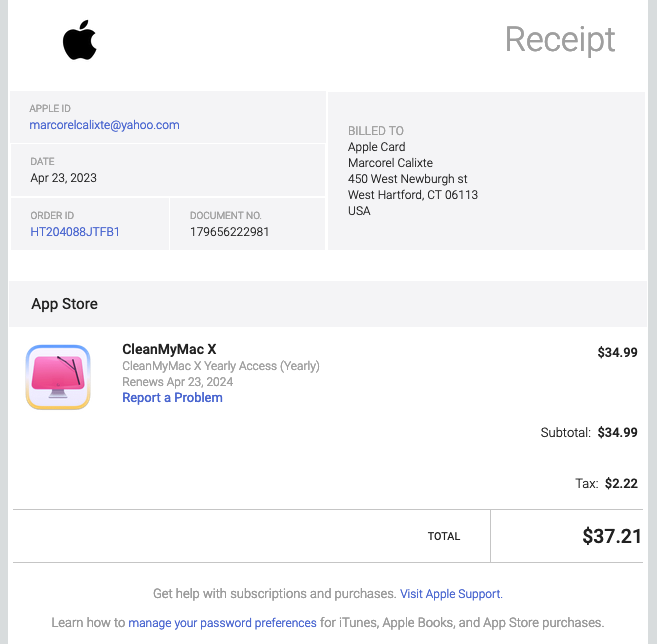 Receipt
APPLE ID
marcorelcalixte@yahoo.com
DATE
Apr 23, 2023
ORDER ID
HT204088JTFB1
DOCUMENT NO.
179656222981
BILLED TO
Apple Card
Marcorel Calixte
450 West Newburgh st
West Hartford, CT 06113
USA
App Store
CleanMyMac X
$34.99
CleanMyMac X Yearly Access (Yearly)
Renews Apr 23, 2024
Report a Problem
Subtotal: $34.99
Tax: $2.22
TOTAL
$37.21
Get help with subscriptions and purchases. Visit Apple Support.
Learn how to manage your password preferences for iTunes, Apple Books, and App Store purchases.